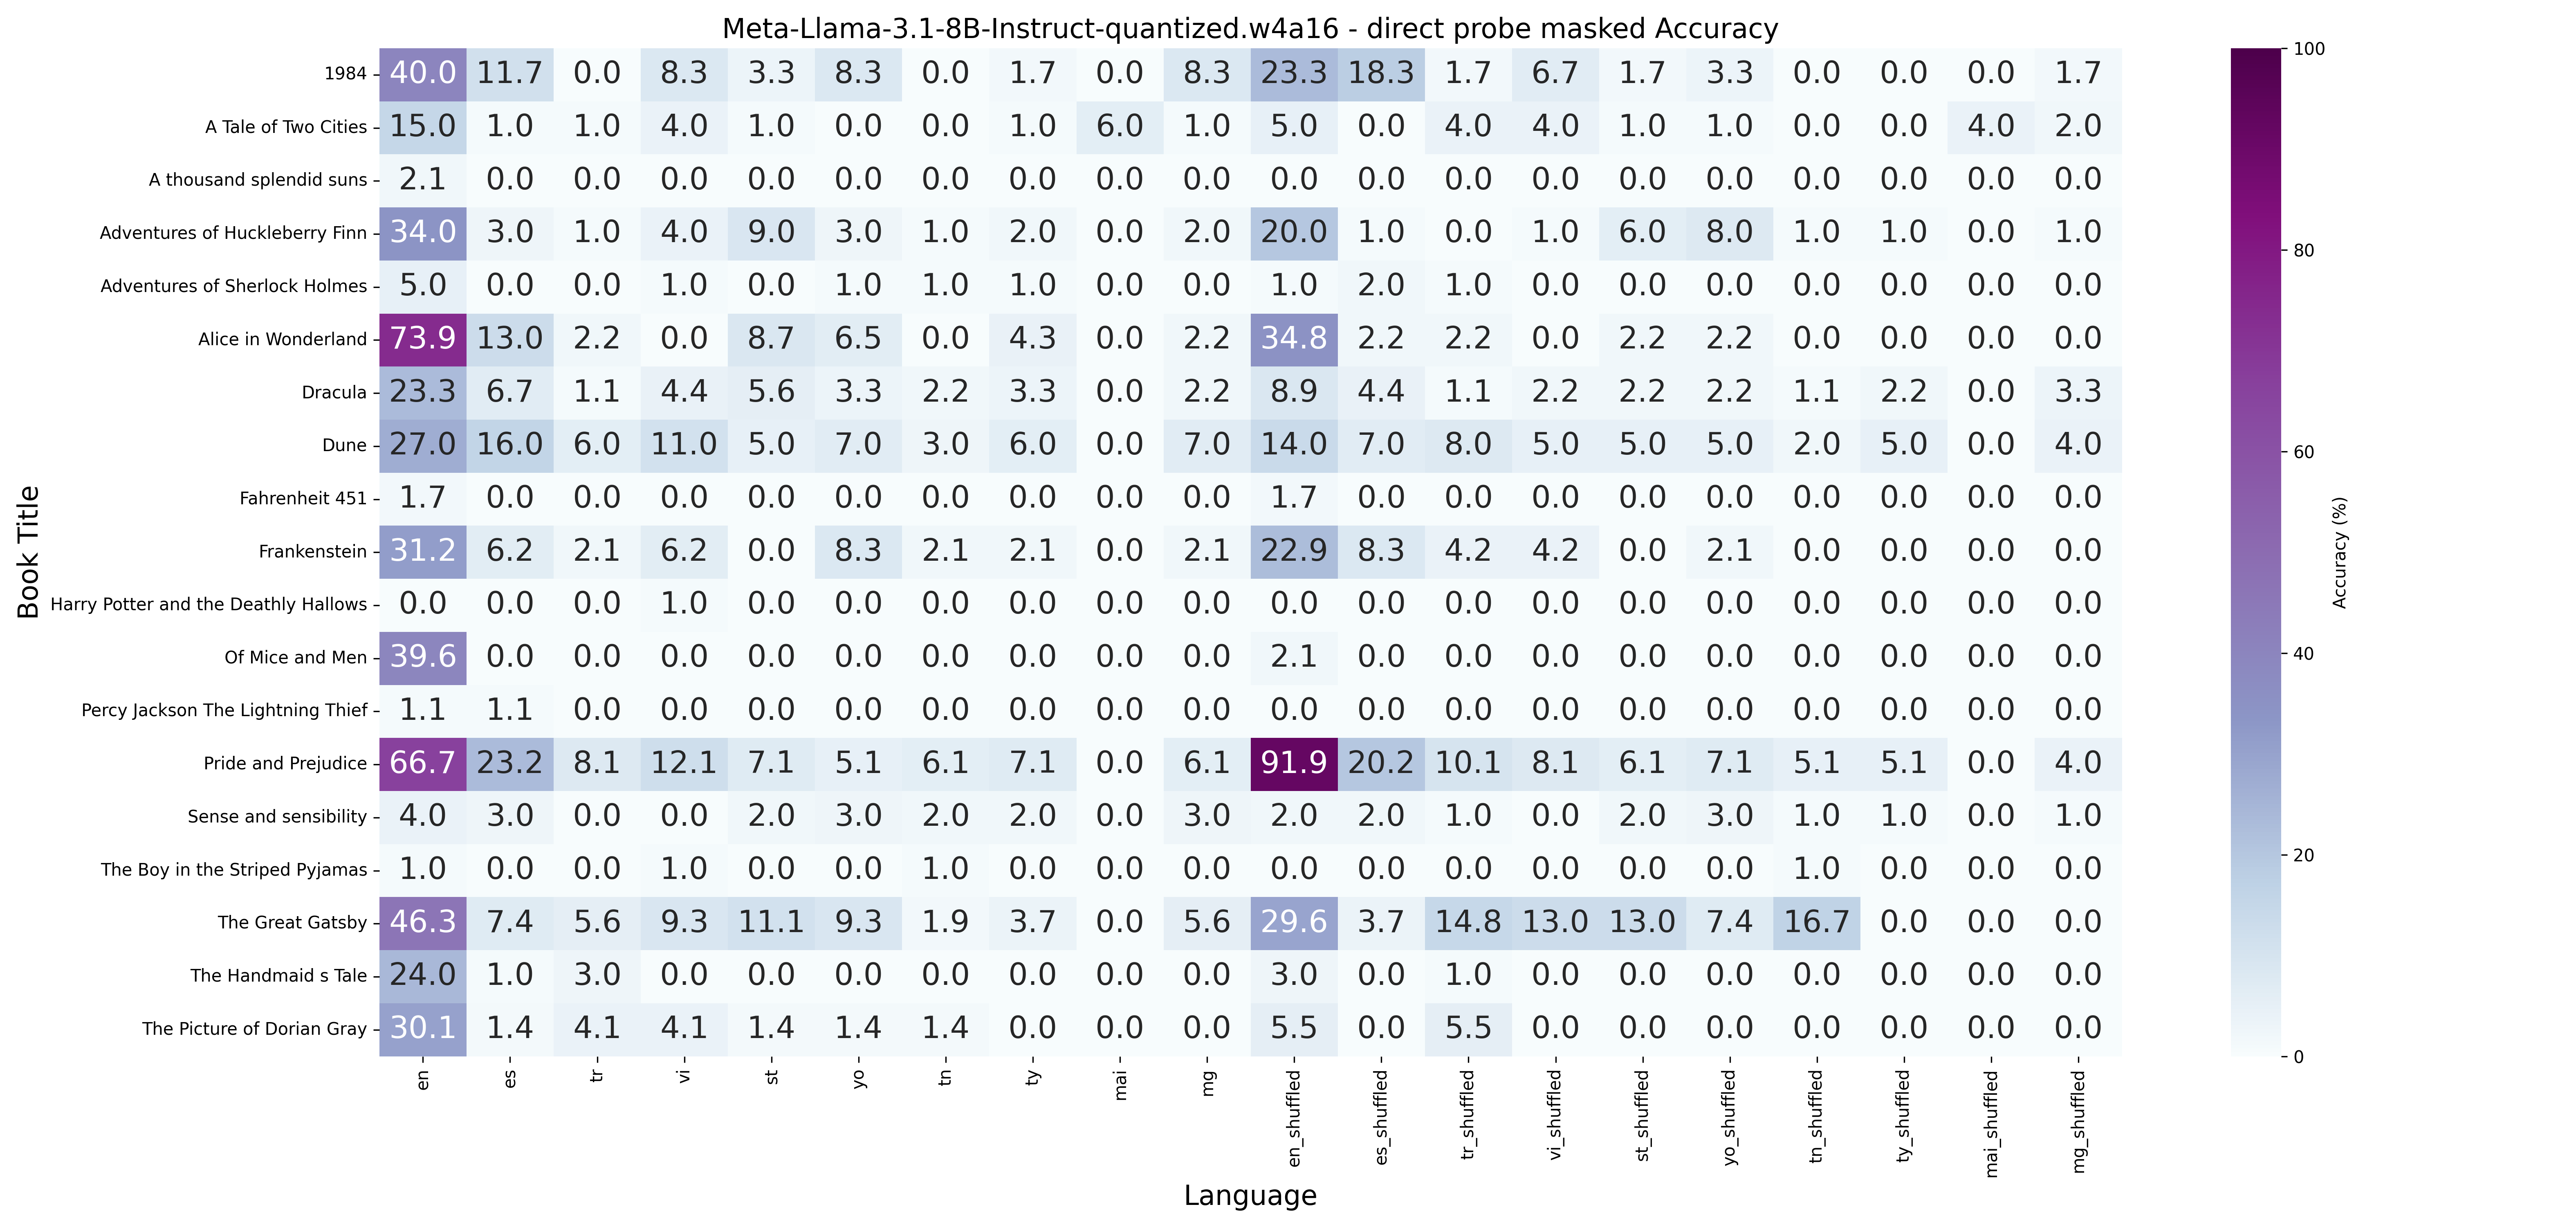 Meta-Llama-3.1-8B-Instruct-quantized.w4a16 - direct probe masked Accuracy
1984 40.0 11.7 0.0 8.3 3.3 8.3 0.0 1.7 0.0 8.3 23.3 18.3 1.7 6.7 1.7 3.3 0.0 0.0 0.0 1.7
A Tale of Two Cities 15.0 1.0 1.0 4.0 1.0 0.0 0.0 1.0 6.0 1.0 5.0 0.0 4.0 4.0 1.0 1.0 0.0 0.0 4.0 2.0
A thousand splendid suns 2.1 0.0 0.0 0.0 0.0 0.0 0.0 0.0 0.0 0.0 0.0 0.0 0.0 0.0 0.0 0.0 0.0 0.0 0.0 0.0
Adventures of Huckleberry Finn 34.0 3.0 1.0 4.0 9.0 3.0 1.0 2.0 0.0 2.0 20.0 1.0 0.0 1.0 6.0 8.0 1.0 1.0 0.0 1.0
Adventures of Sherlock Holmes 5.0 0.0 0.0 1.0 0.0 1.0 1.0 1.0 0.0 0.0 1.0 2.0 1.0 0.0 0.0 0.0 0.0 0.0 0.0 0.0
Alice in Wonderland 73.9 13.0 2.2 0.0 8.7 6.5 0.0 4.3 0.0 2.2 34.8 2.2 2.2 0.0 2.2 2.2 0.0 0.0 0.0 0.0
Dracula 23.3 6.7 1.1 4.4 5.6 3.3 2.2 3.3 0.0 2.2 8.9 4.4 1.1 2.2 2.2 2.2 1.1 2.2 0.0 3.3
Dune 27.0 16.0 6.0 11.0 5.0 7.0 3.0 6.0 0.0 7.0 14.0 7.0 8.0 5.0 5.0 5.0 2.0 5.0 0.0 4.0
Fahrenheit 451 1.7 0.0 0.0 0.0 0.0 0.0 0.0 0.0 0.0 0.0 1.7 0.0 0.0 0.0 0.0 0.0 0.0 0.0 0.0 0.0
Frankenstein 31.2 6.2 2.1 6.2 0.0 8.3 2.1 2.1 0.0 2.1 22.9 8.3 4.2 4.2 0.0 2.1 0.0 0.0 0.0 0.0
Harry Potter and the Deathly Hallows 0.0 0.0 0.0 1.0 0.0 0.0 0.0 0.0 0.0 0.0 0.0 0.0 0.0 0.0 0.0 0.0 0.0 0.0 0.0 0.0
Of Mice and Men 39.6 0.0 0.0 0.0 0.0 0.0 0.0 0.0 0.0 0.0 2.1 0.0 0.0 0.0 0.0 0.0 0.0 0.0 0.0 0.0
Percy Jackson The Lightning Thief 1.1 1.1 0.0 0.0 0.0 0.0 0.0 0.0 0.0 0.0 0.0 0.0 0.0 0.0 0.0 0.0 0.0 0.0 0.0 0.0
Pride and Prejudice 66.7 23.2 8.1 12.1 7.1 5.1 6.1 7.1 0.0 6.1 91.9 20.2 10.1 8.1 6.1 7.1 5.1 5.1 0.0 4.0
Sense and sensibility 4.0 3.0 0.0 0.0 2.0 3.0 2.0 2.0 0.0 3.0 2.0 2.0 1.0 0.0 2.0 3.0 1.0 1.0 0.0 1.0
The Boy in the Striped Pyjamas 1.0 0.0 0.0 1.0 0.0 0.0 1.0 0.0 0.0 0.0 0.0 0.0 0.0 0.0 0.0 0.0 1.0 0.0 0.0 0.0
The Great Gatsby 46.3 7.4 5.6 9.3 11.1 9.3 1.9 3.7 0.0 5.6 29.6 3.7 14.8 13.0 13.0 7.4 16.7 0.0 0.0 0.0
The Handmaid s Tale 24.0 1.0 3.0 0.0 0.0 0.0 0.0 0.0 0.0 0.0 3.0 0.0 1.0 0.0 0.0 0.0 0.0 0.0 0.0 0.0
The Picture of Dorian Gray 30.1 1.4 4.1 4.1 1.4 1.4 1.4 0.0 0.0 0.0 5.5 0.0 5.5 0.0 0.0 0.0 0.0 0.0 0.0 0.0
en es tr vi st yo tn ty mai mg en_shuffled es_shuffled tr_shuffled vi_shuffled st_shuffled yo_shuffled tn_shuffled ty_shuffled mai_shuffled mg_shuffled
Language
Book Title
100
80
60
40
20
0
Accuracy (%)